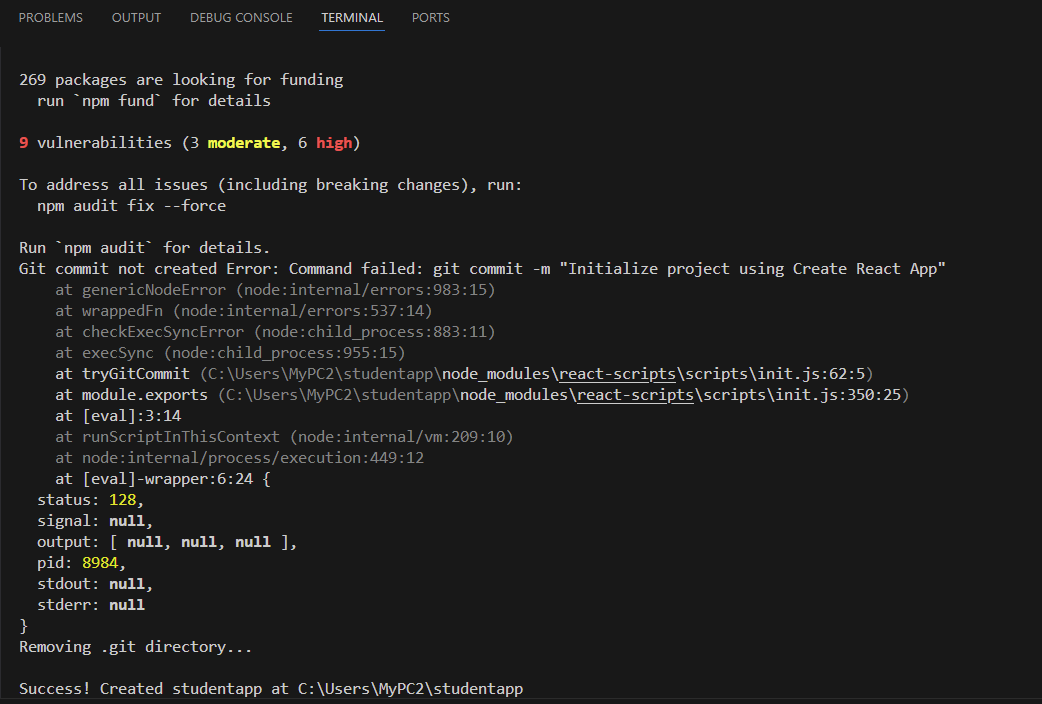 PROBLEMS OUTPUT DEBUG CONSOLE TERMINAL PORTS
269 packages are looking for funding
run `npm fund` for details
9 vulnerabilities (3 moderate, 6 high)
To address all issues (including breaking changes), run:
npm audit fix --force
Run `npm audit` for details.
Git commit not created Error: Command failed: git commit -m "Initialize project using Create React App"
at genericNodeError (node:internal/errors:983:15)
at wrappedFn (node:internal/errors:537:14)
at checkExecSyncError (node:child_process:883:11)
at execSync (node:child_process:955:15)
at tryGitCommit (C:\Users\MyPC2\studentapp\node_modules\react-scripts\scripts\init.js:62:5)
at module.exports (C:\Users\MyPC2\studentapp\node_modules\react-scripts\scripts\init.js:350:25)
at [eval]:3:14
at runScriptInThisContext (node:internal/vm:209:10)
at node:internal/process/execution:449:12
at [eval]-wrapper:6:24 {
status: 128,
signal: null,
output: [ null, null, null ],
pid: 8984,
stdout: null,
stderr: null
}
Removing .git directory...
Success! Created studentapp at C:\Users\MyPC2\studentapp